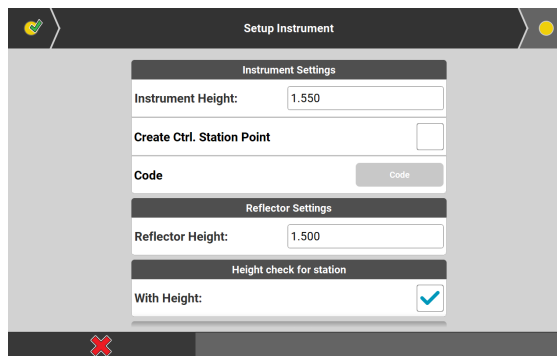 Setup Instrument
Instrument Settings
Instrument Height: 1.550
Create Ctrl. Station Point
Code Code
Reflector Settings
Reflector Height: 1.500
Height check for station
With Height: